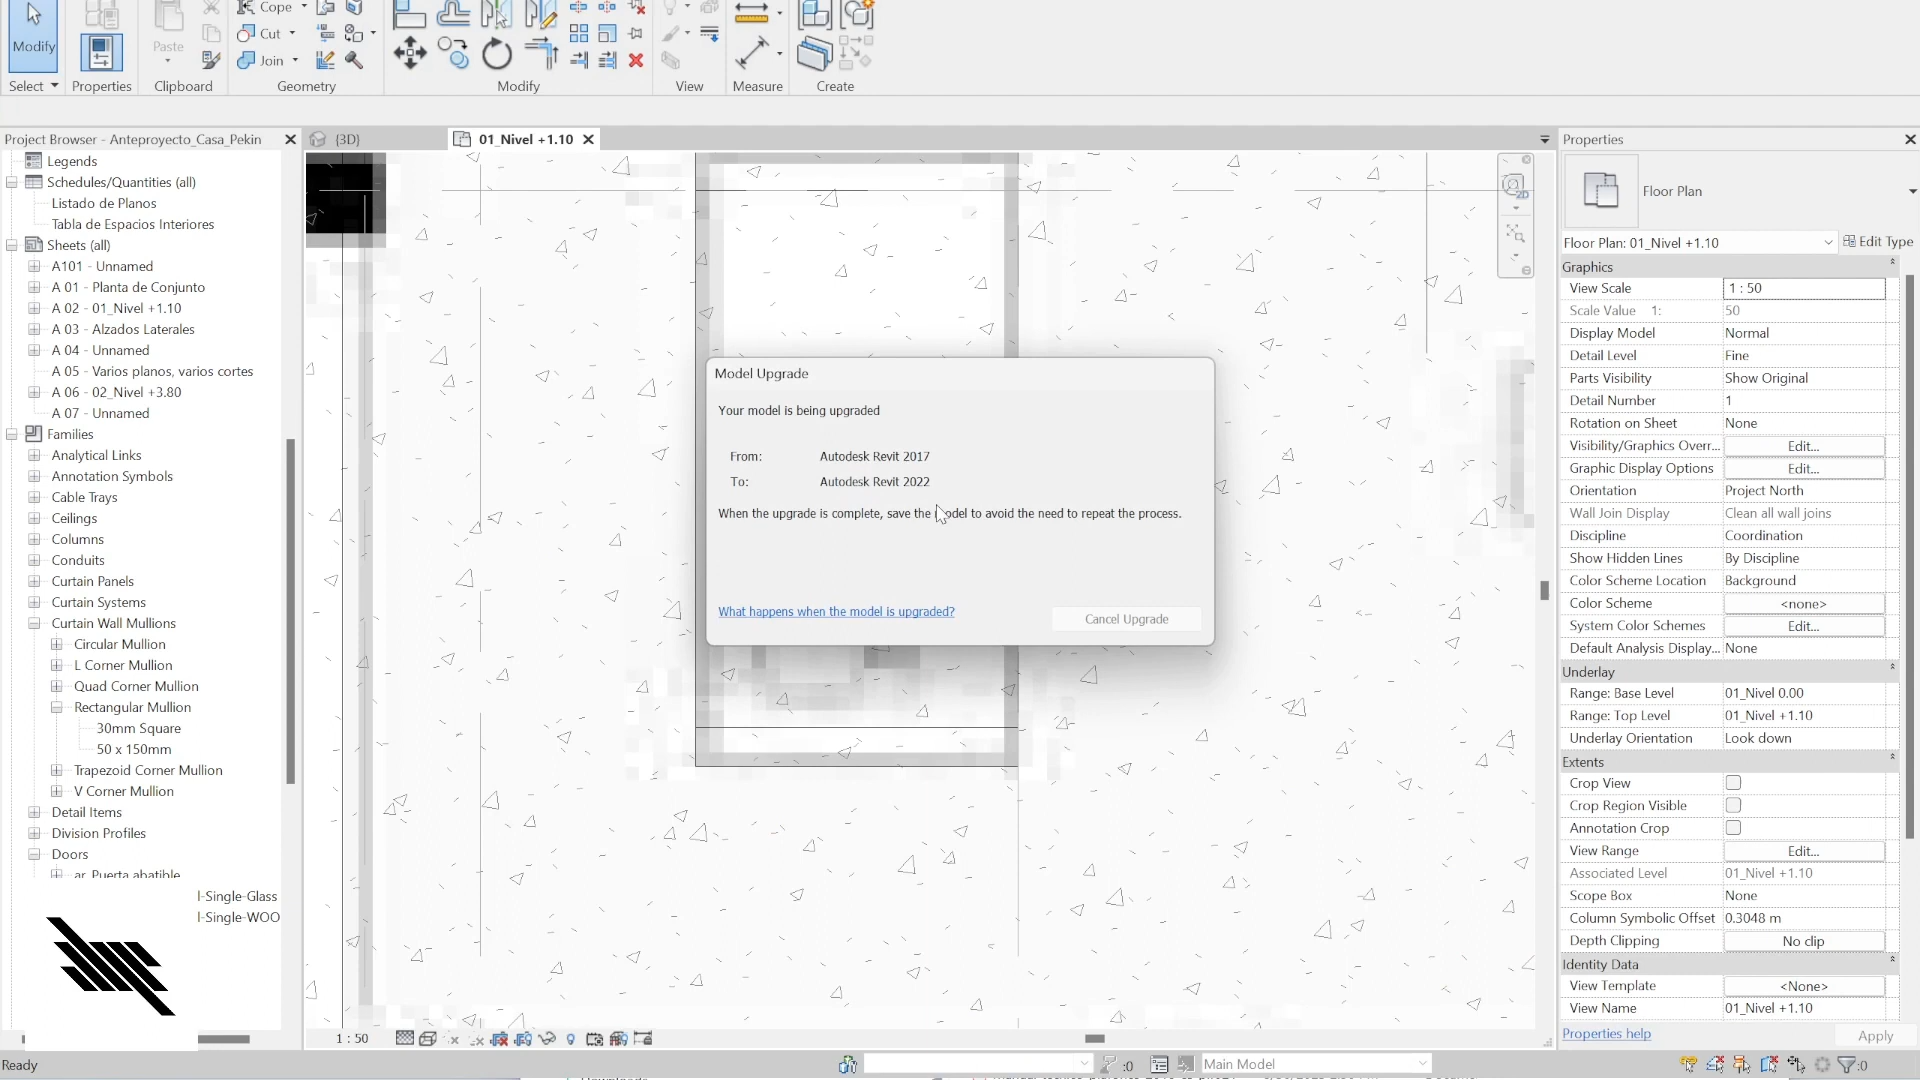 Cope
Cut
Join
Modify
Paste
Select
Properties
Clipboard
Geometry
Modify
View
Measure
Create
Project Browser - Anteproyecto_Casa_Pekin
Legends
Schedules/Quantities (all)
Listado de Planos
Tabla de Espacios Interiores
Sheets (all)
A101 - Unnamed
A 01 - Planta de Conjunto
A 02 - 01_Nivel +1.10
A 03 - Alzados Laterales
A 04 - Unnamed
A 05 - Varios planos, varios cortes
A 06 - 02_Nivel +3.80
A 07 - Unnamed
Families
Analytical Links
Annotation Symbols
Cable Trays
Ceilings
Columns
Conduits
Curtain Panels
Curtain Systems
Curtain Wall Mullions
Circular Mullion
L Corner Mullion
Quad Corner Mullion
Rectangular Mullion
30mm Square
50 x 150mm
Trapezoid Corner Mullion
V Corner Mullion
Detail Items
Division Profiles
Doors
ar_Puerta abatible
l-Single-Glass
l-Single-WOO
{3D}
01_Nivel +1.10
2D
Model Upgrade
Your model is being upgraded
From: Autodesk Revit 2017
To: Autodesk Revit 2022
When the upgrade is complete, save the model to avoid the need to repeat the process.
What happens when the model is upgraded?
Cancel Upgrade
Properties
Floor Plan
Floor Plan: 01_Nivel +1.10
Edit Type
Graphics
View Scale 1 : 50
Scale Value 1: 50
Display Model Normal
Detail Level Fine
Parts Visibility Show Original
Detail Number 1
Rotation on Sheet None
Visibility/Graphics Overr... Edit...
Graphic Display Options Edit...
Orientation Project North
Wall Join Display Clean all wall joins
Discipline Coordination
Show Hidden Lines By Discipline
Color Scheme Location Background
Color Scheme <none>
System Color Schemes Edit...
Default Analysis Display... None
Underlay
Range: Base Level 01_Nivel 0.00
Range: Top Level 01_Nivel +1.10
Underlay Orientation Look down
Extents
Crop View
Crop Region Visible
Annotation Crop
View Range Edit...
Associated Level 01_Nivel +1.10
Scope Box None
Column Symbolic Offset 0.3048 m
Depth Clipping No clip
Identity Data
View Template <None>
View Name 01_Nivel +1.10
Properties help
Apply
1 : 50
Ready
:0
Main Model
:0